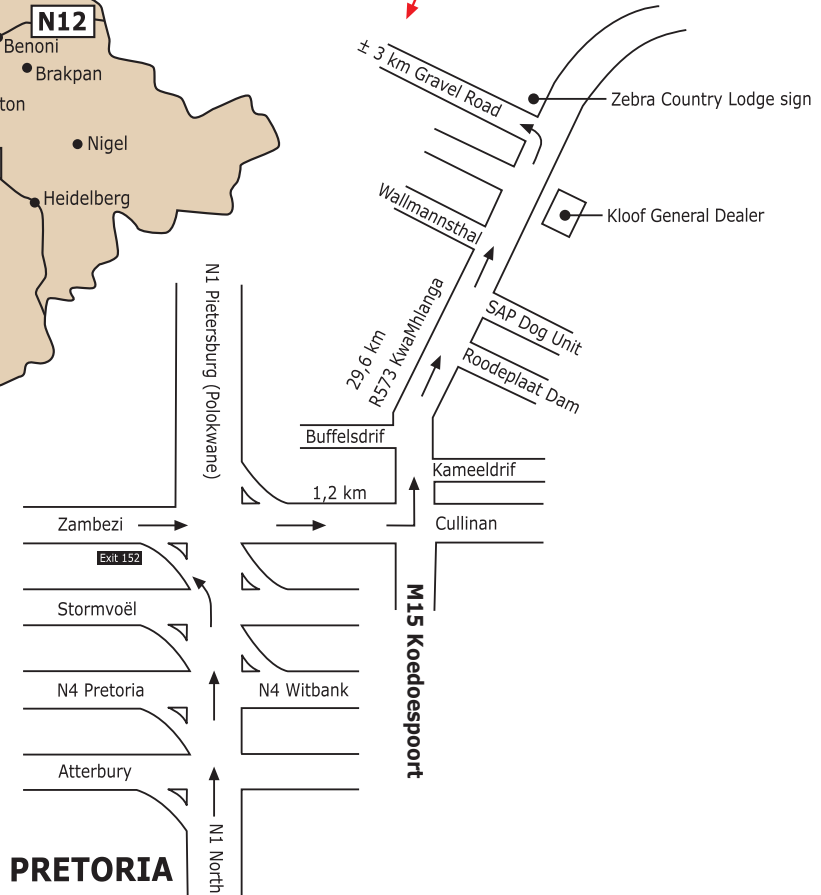 N12
Benoni
Brakpan
ton
Nigel
Heidelberg
± 3 km Gravel Road
Zebra Country Lodge sign
Wallmannsthal
Kloof General Dealer
N1 Pietersburg (Polokwane)
29,6 km
R573 KwaMhlanga
SAP Dog Unit
Roodeplaat Dam
Buffelsdrif
Kameeldrif
1,2 km
Zambezi
Cullinan
Exit 152
Stormvoël
M15 Koedoespoort
N4 Pretoria
N4 Witbank
Atterbury
N1 North
PRETORIA